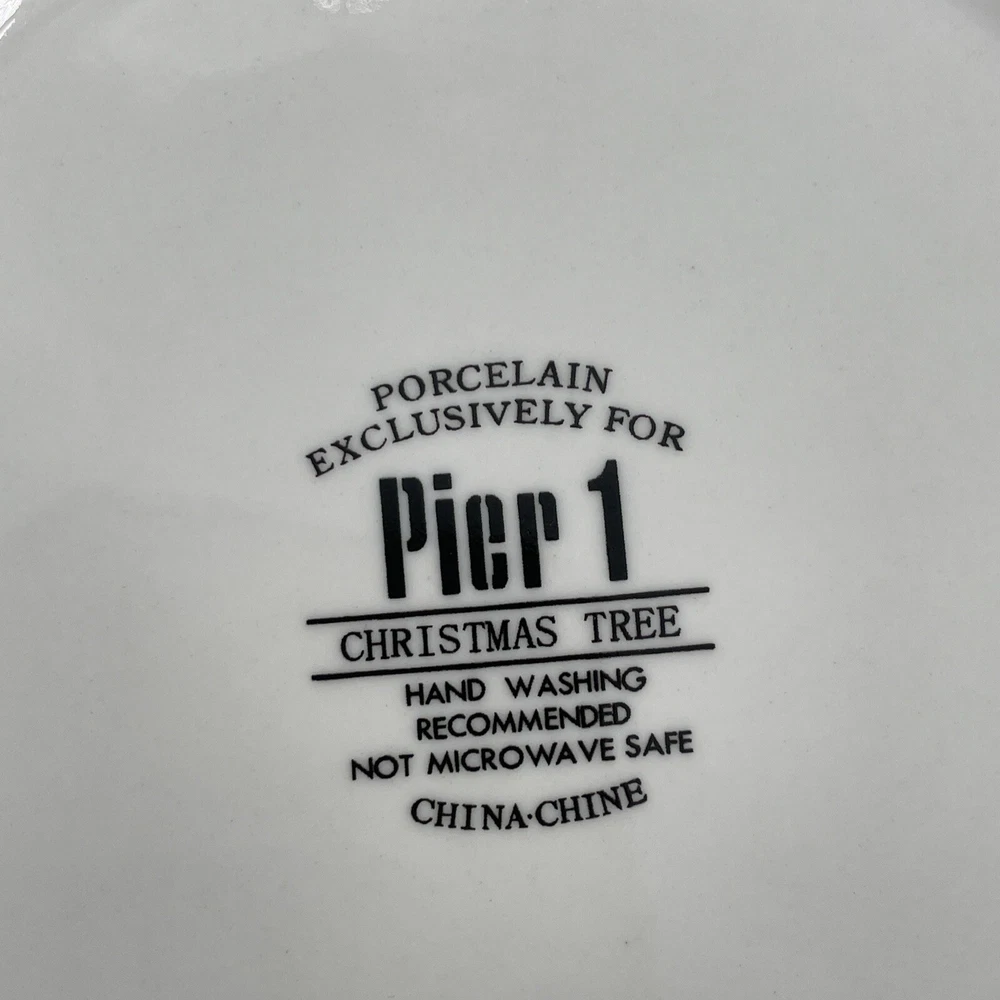 PORCELAIN
EXCLUSIVELY FOR
Pier 1
CHRISTMAS TREE
HAND WASHING
RECOMMENDED
NOT MICROWAVE SAFE
CHINA·CHINE